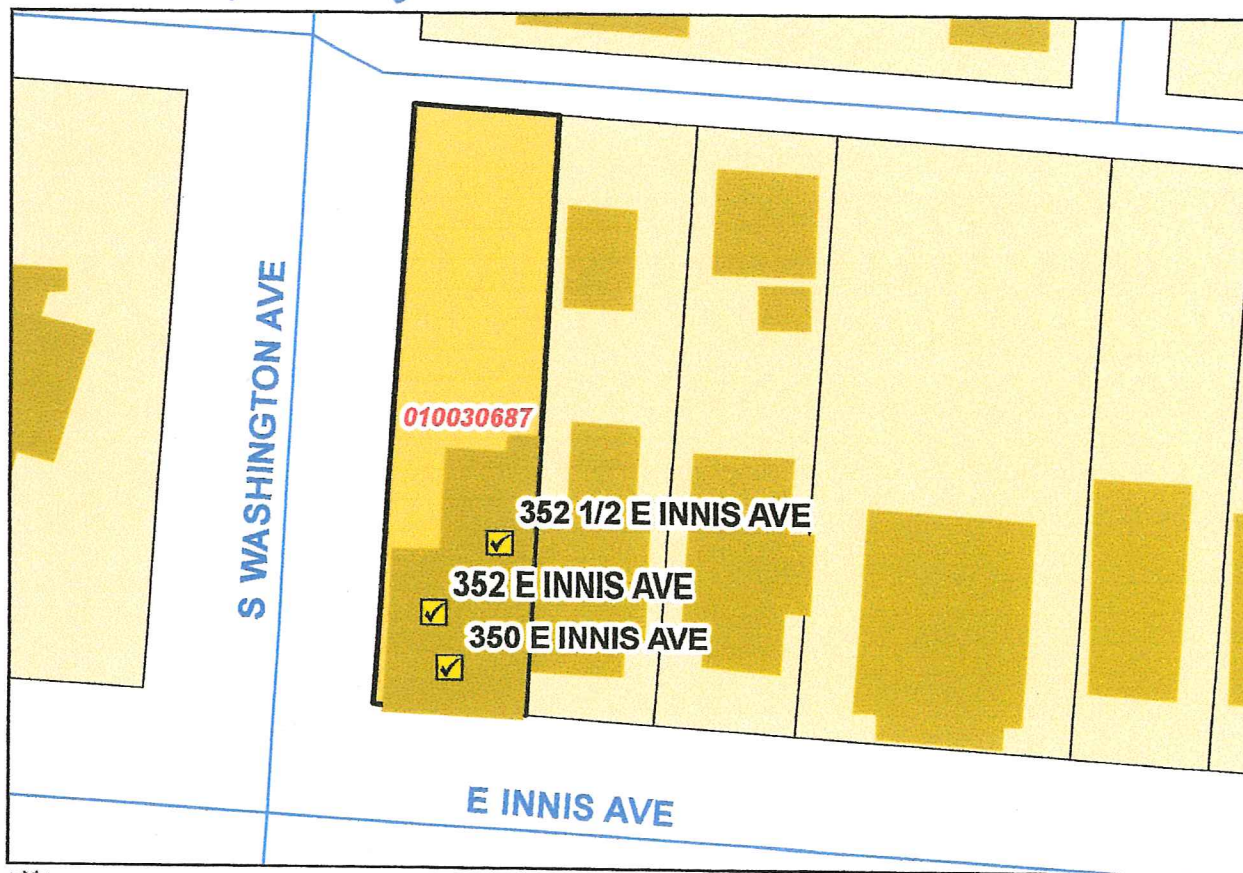 S WASHINGTON AVE
010030687
352 1/2 E INNIS AVE
352 E INNIS AVE
350 E INNIS AVE
E INNIS AVE